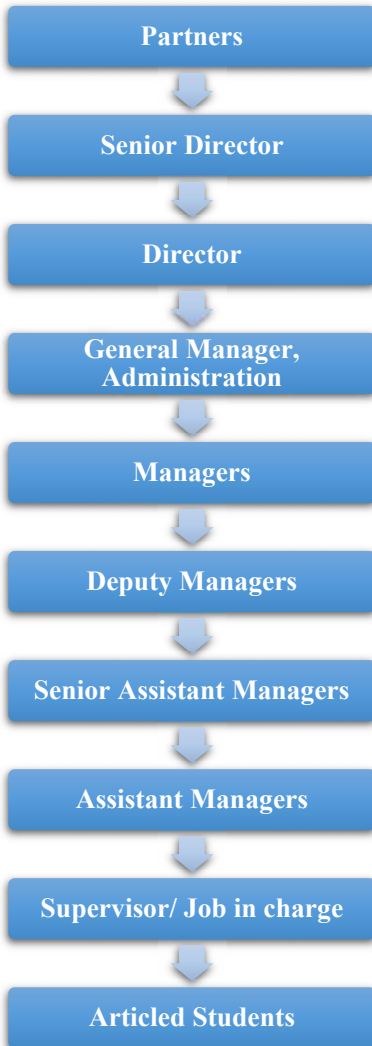 Partners
Senior Director
Director
General Manager,
Administration
Managers
Deputy Managers
Senior Assistant Managers
Assistant Managers
Supervisor/ Job in charge
Articled Students